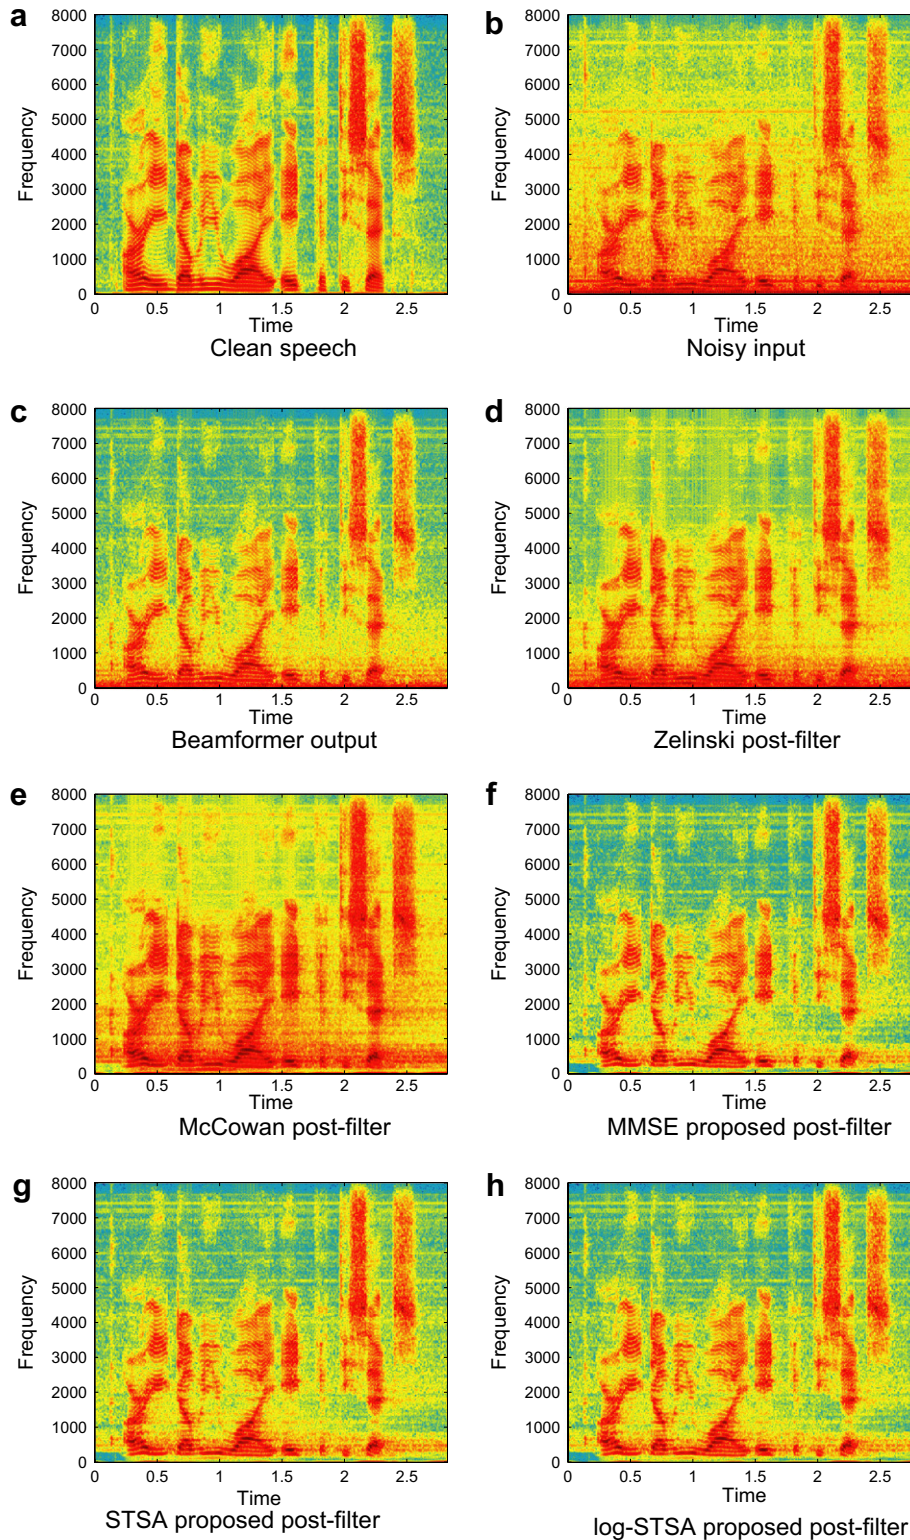 a
8000
7000
6000
5000
4000
3000
2000
1000
0
Frequency
0 0.5 1 1.5 2 2.5
Time
Clean speech
b
8000
7000
6000
5000
4000
3000
2000
1000
0
Frequency
0 0.5 1 1.5 2 2.5
Time
Noisy input
c
8000
7000
6000
5000
4000
3000
2000
1000
0
Frequency
0 0.5 1 1.5 2 2.5
Time
Beamformer output
d
8000
7000
6000
5000
4000
3000
2000
1000
0
Frequency
0 0.5 1 1.5 2 2.5
Time
Zelinski post-filter
e
8000
7000
6000
5000
4000
3000
2000
1000
0
Frequency
0 0.5 1 1.5 2 2.5
Time
McCowan post-filter
f
8000
7000
6000
5000
4000
3000
2000
1000
0
Frequency
0 0.5 1 1.5 2 2.5
Time
MMSE proposed post-filter
g
8000
7000
6000
5000
4000
3000
2000
1000
0
Frequency
0 0.5 1 1.5 2 2.5
Time
STSA proposed post-filter
h
8000
7000
6000
5000
4000
3000
2000
1000
0
Frequency
0 0.5 1 1.5 2 2.5
Time
log-STSA proposed post-filter